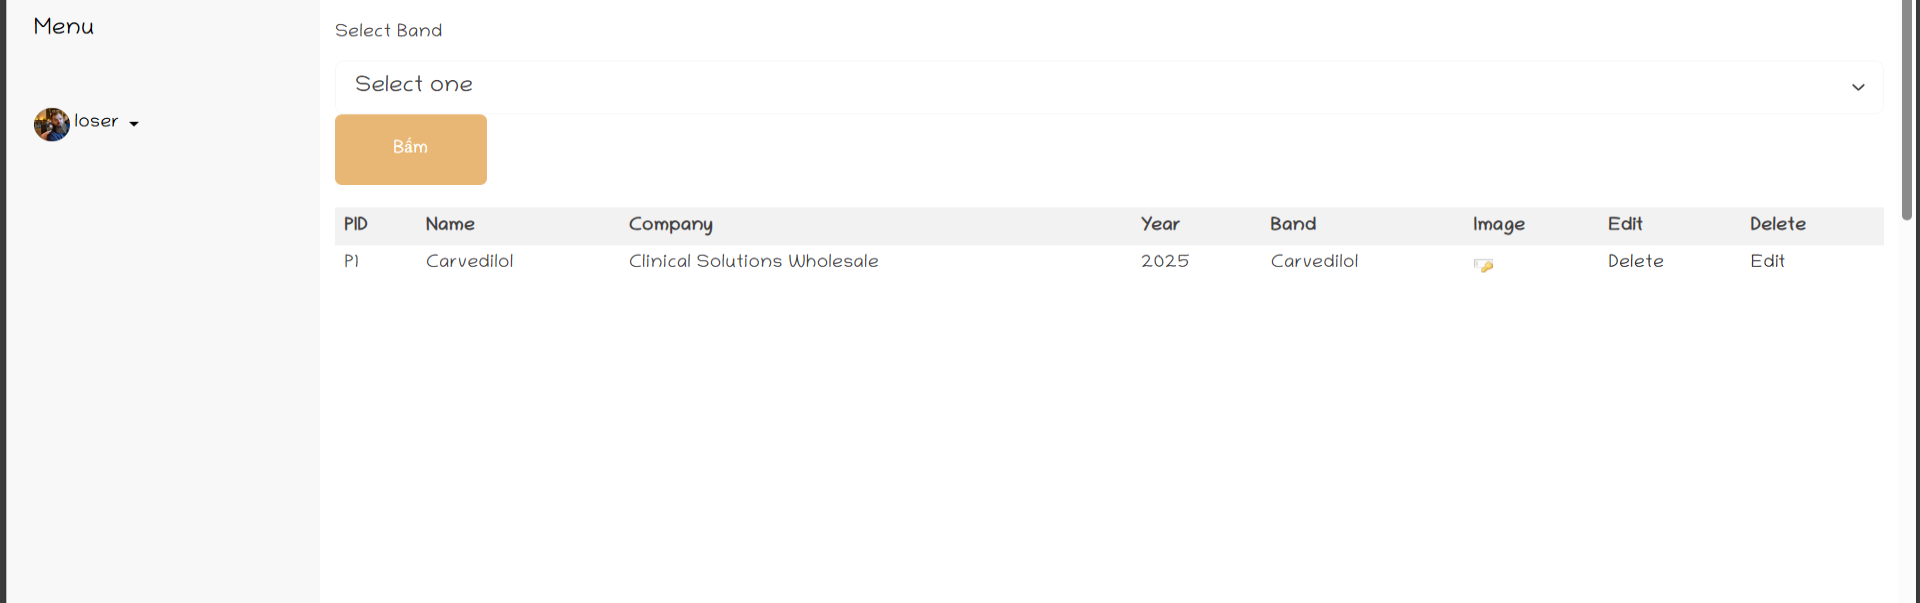 Menu
loser
Select Band
Select one
Bấm
PID Name Company Year Band Image Edit Delete
P1 Carvedilol Clinical Solutions Wholesale 2025 Carvedilol Delete Edit